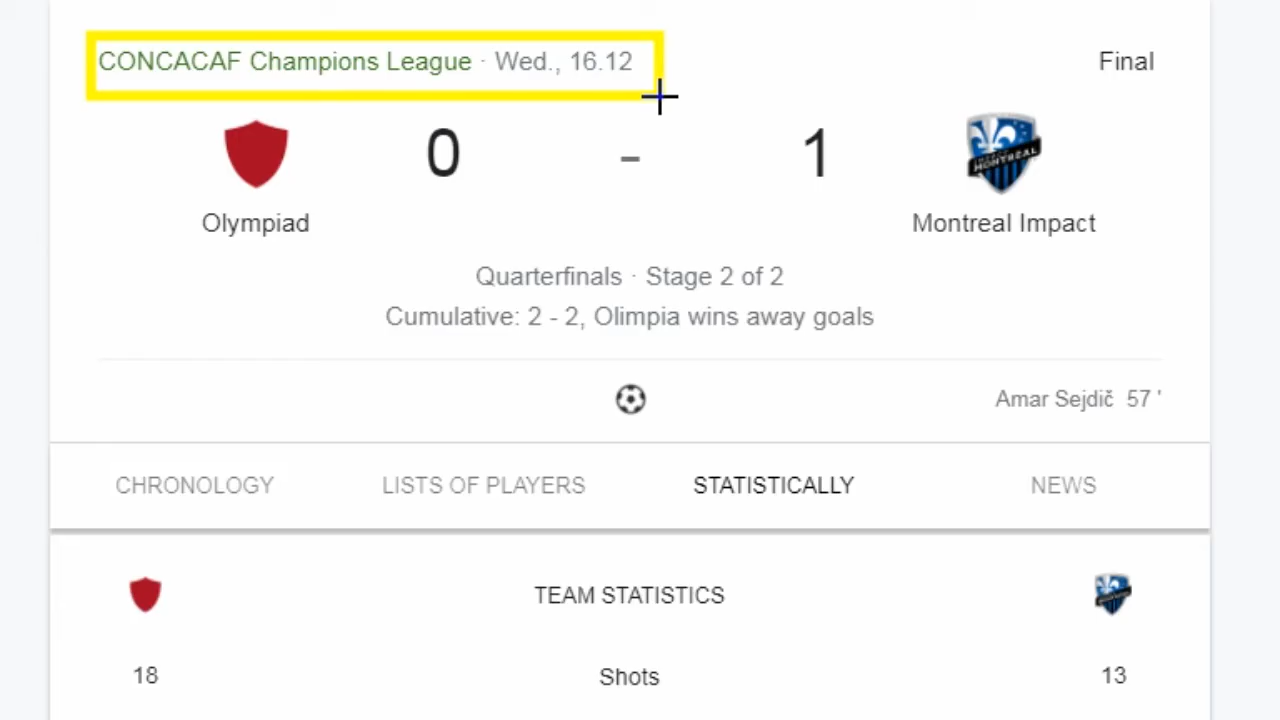 CONCACAF Champions League · Wed., 16.12
Final
0 - 1
MONTREAL
Olympiad
Montreal Impact
Quarterfinals · Stage 2 of 2
Cumulative: 2 - 2, Olimpia wins away goals
Amar Sejdič 57 '
CHRONOLOGY LISTS OF PLAYERS STATISTICALLY NEWS
TEAM STATISTICS
18 Shots 13